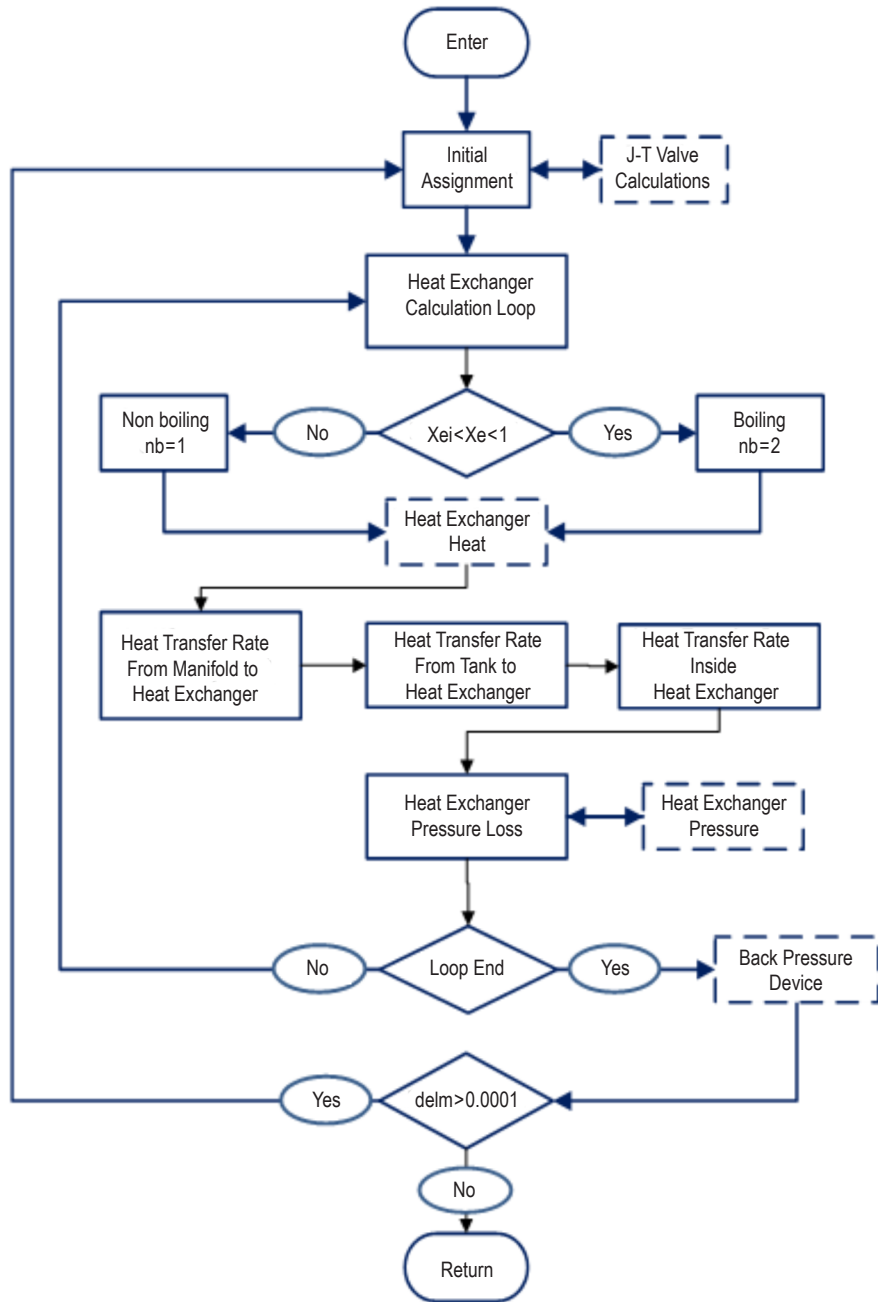 Enter
Initial
Assignment
J-T Valve
Calculations
Heat Exchanger
Calculation Loop
Non boiling
nb=1
No
Xei<Xe<1
Yes
Boiling
nb=2
Heat Exchanger
Heat
Heat Transfer Rate
From Manifold to
Heat Exchanger
Heat Transfer Rate
From Tank to
Heat Exchanger
Heat Transfer Rate
Inside
Heat Exchanger
Heat Exchanger
Pressure Loss
Heat Exchanger
Pressure
No
Loop End
Yes
Back Pressure
Device
Yes
delm>0.0001
No
Return